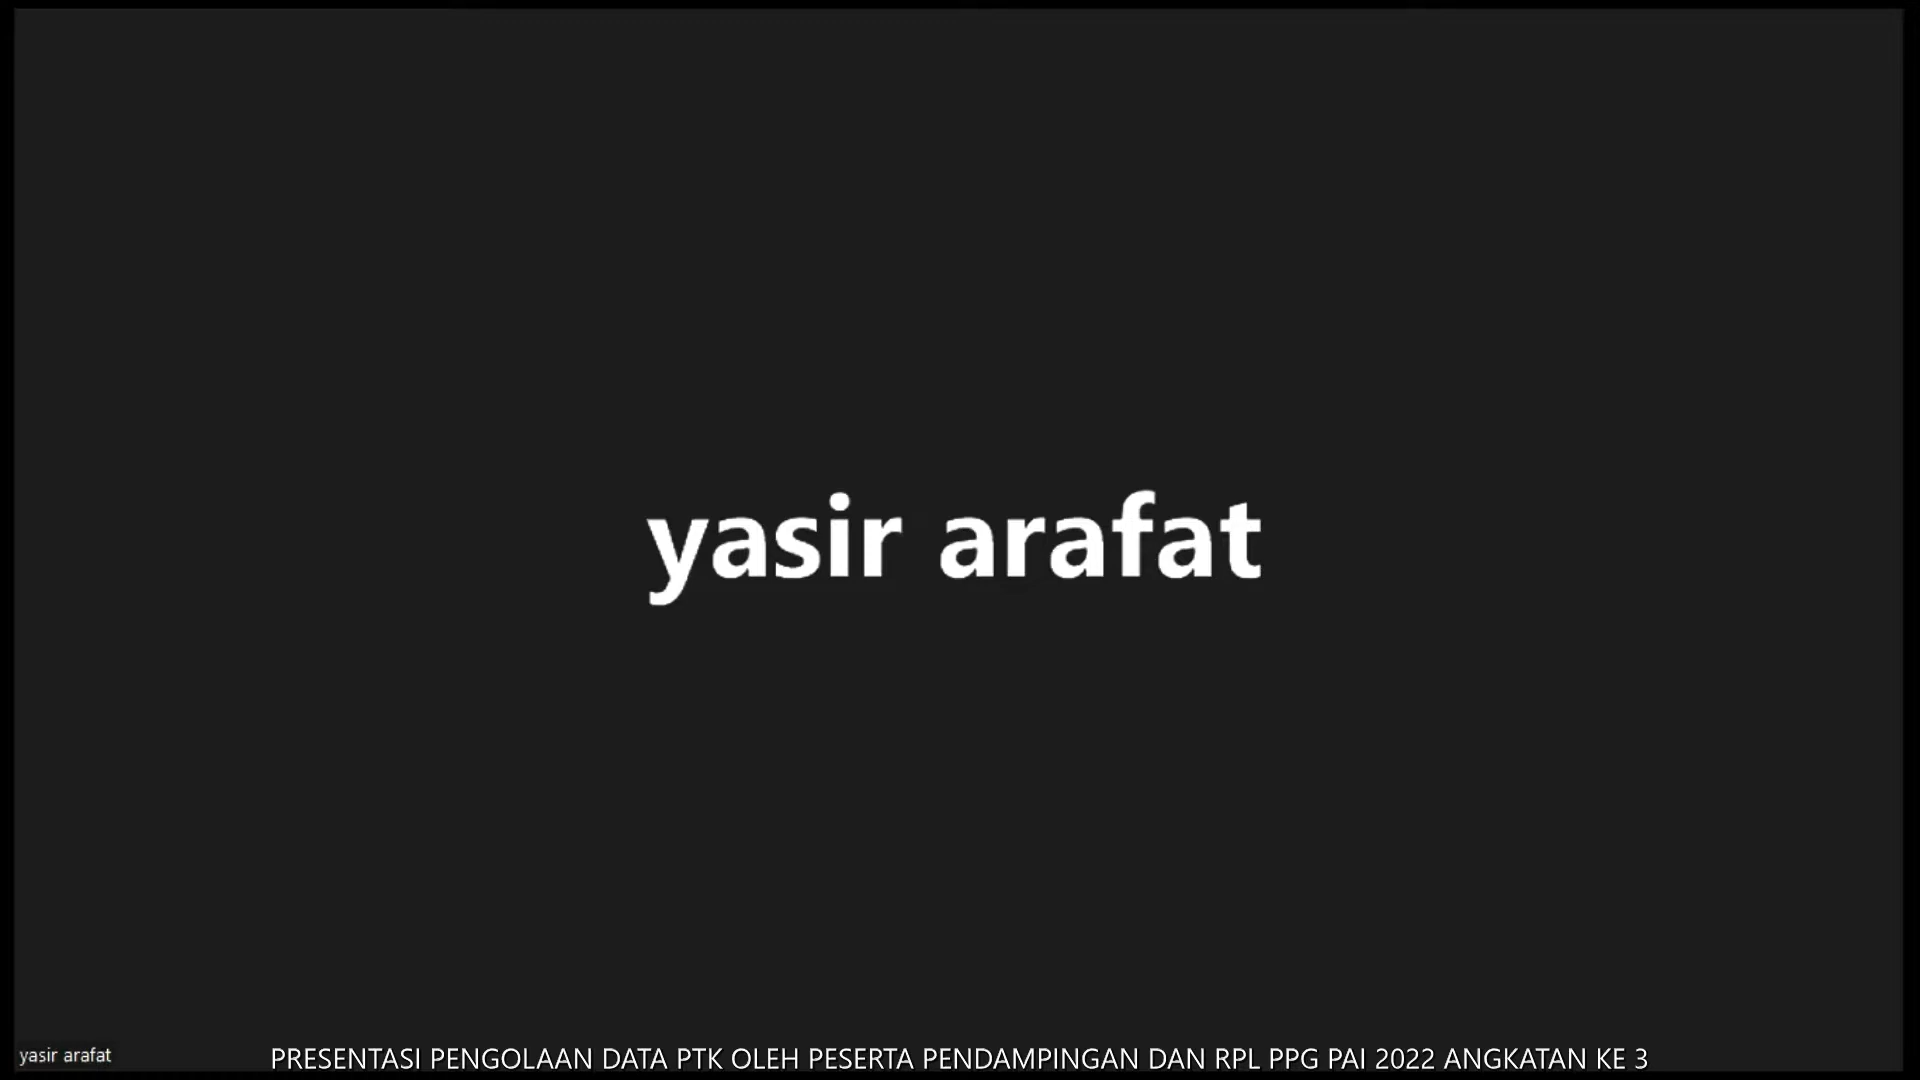 yasir arafat
yasir arafat
PRESENTASI PENGOLAAN DATA PTK OLEH PESERTA PENDAMPINGAN DAN RPL PPG PAI 2022 ANGKATAN KE 3